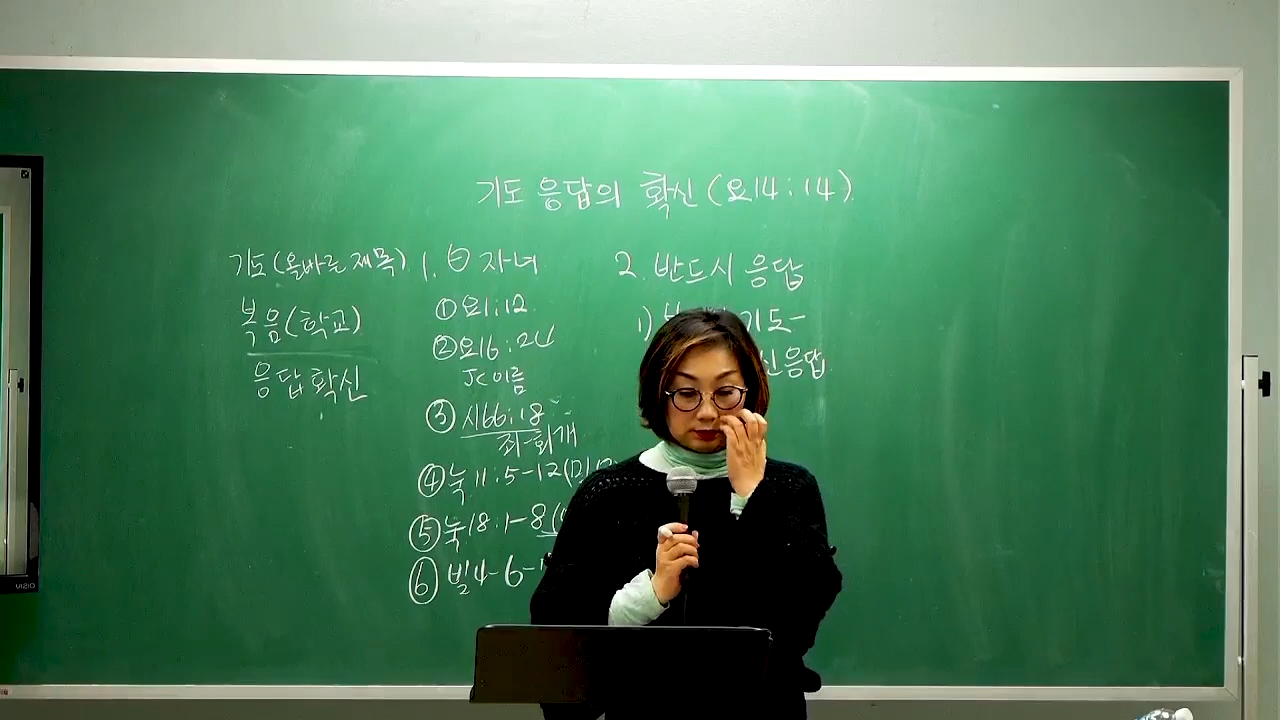 기도 응답의 확신 (요14:14)
기도 (올바른 제목)
복음 (학교)
응답 확신
1. ㉠ 자녀
① 요1:12
② 요16:24
JC 이름
③ 시66:18
죄-회개
④ 눅11:5-12(
⑤ 눅18:1-8(
⑥ 빌4-6-
2. 반드시 응답
1) 기도-
응답
VIZIO